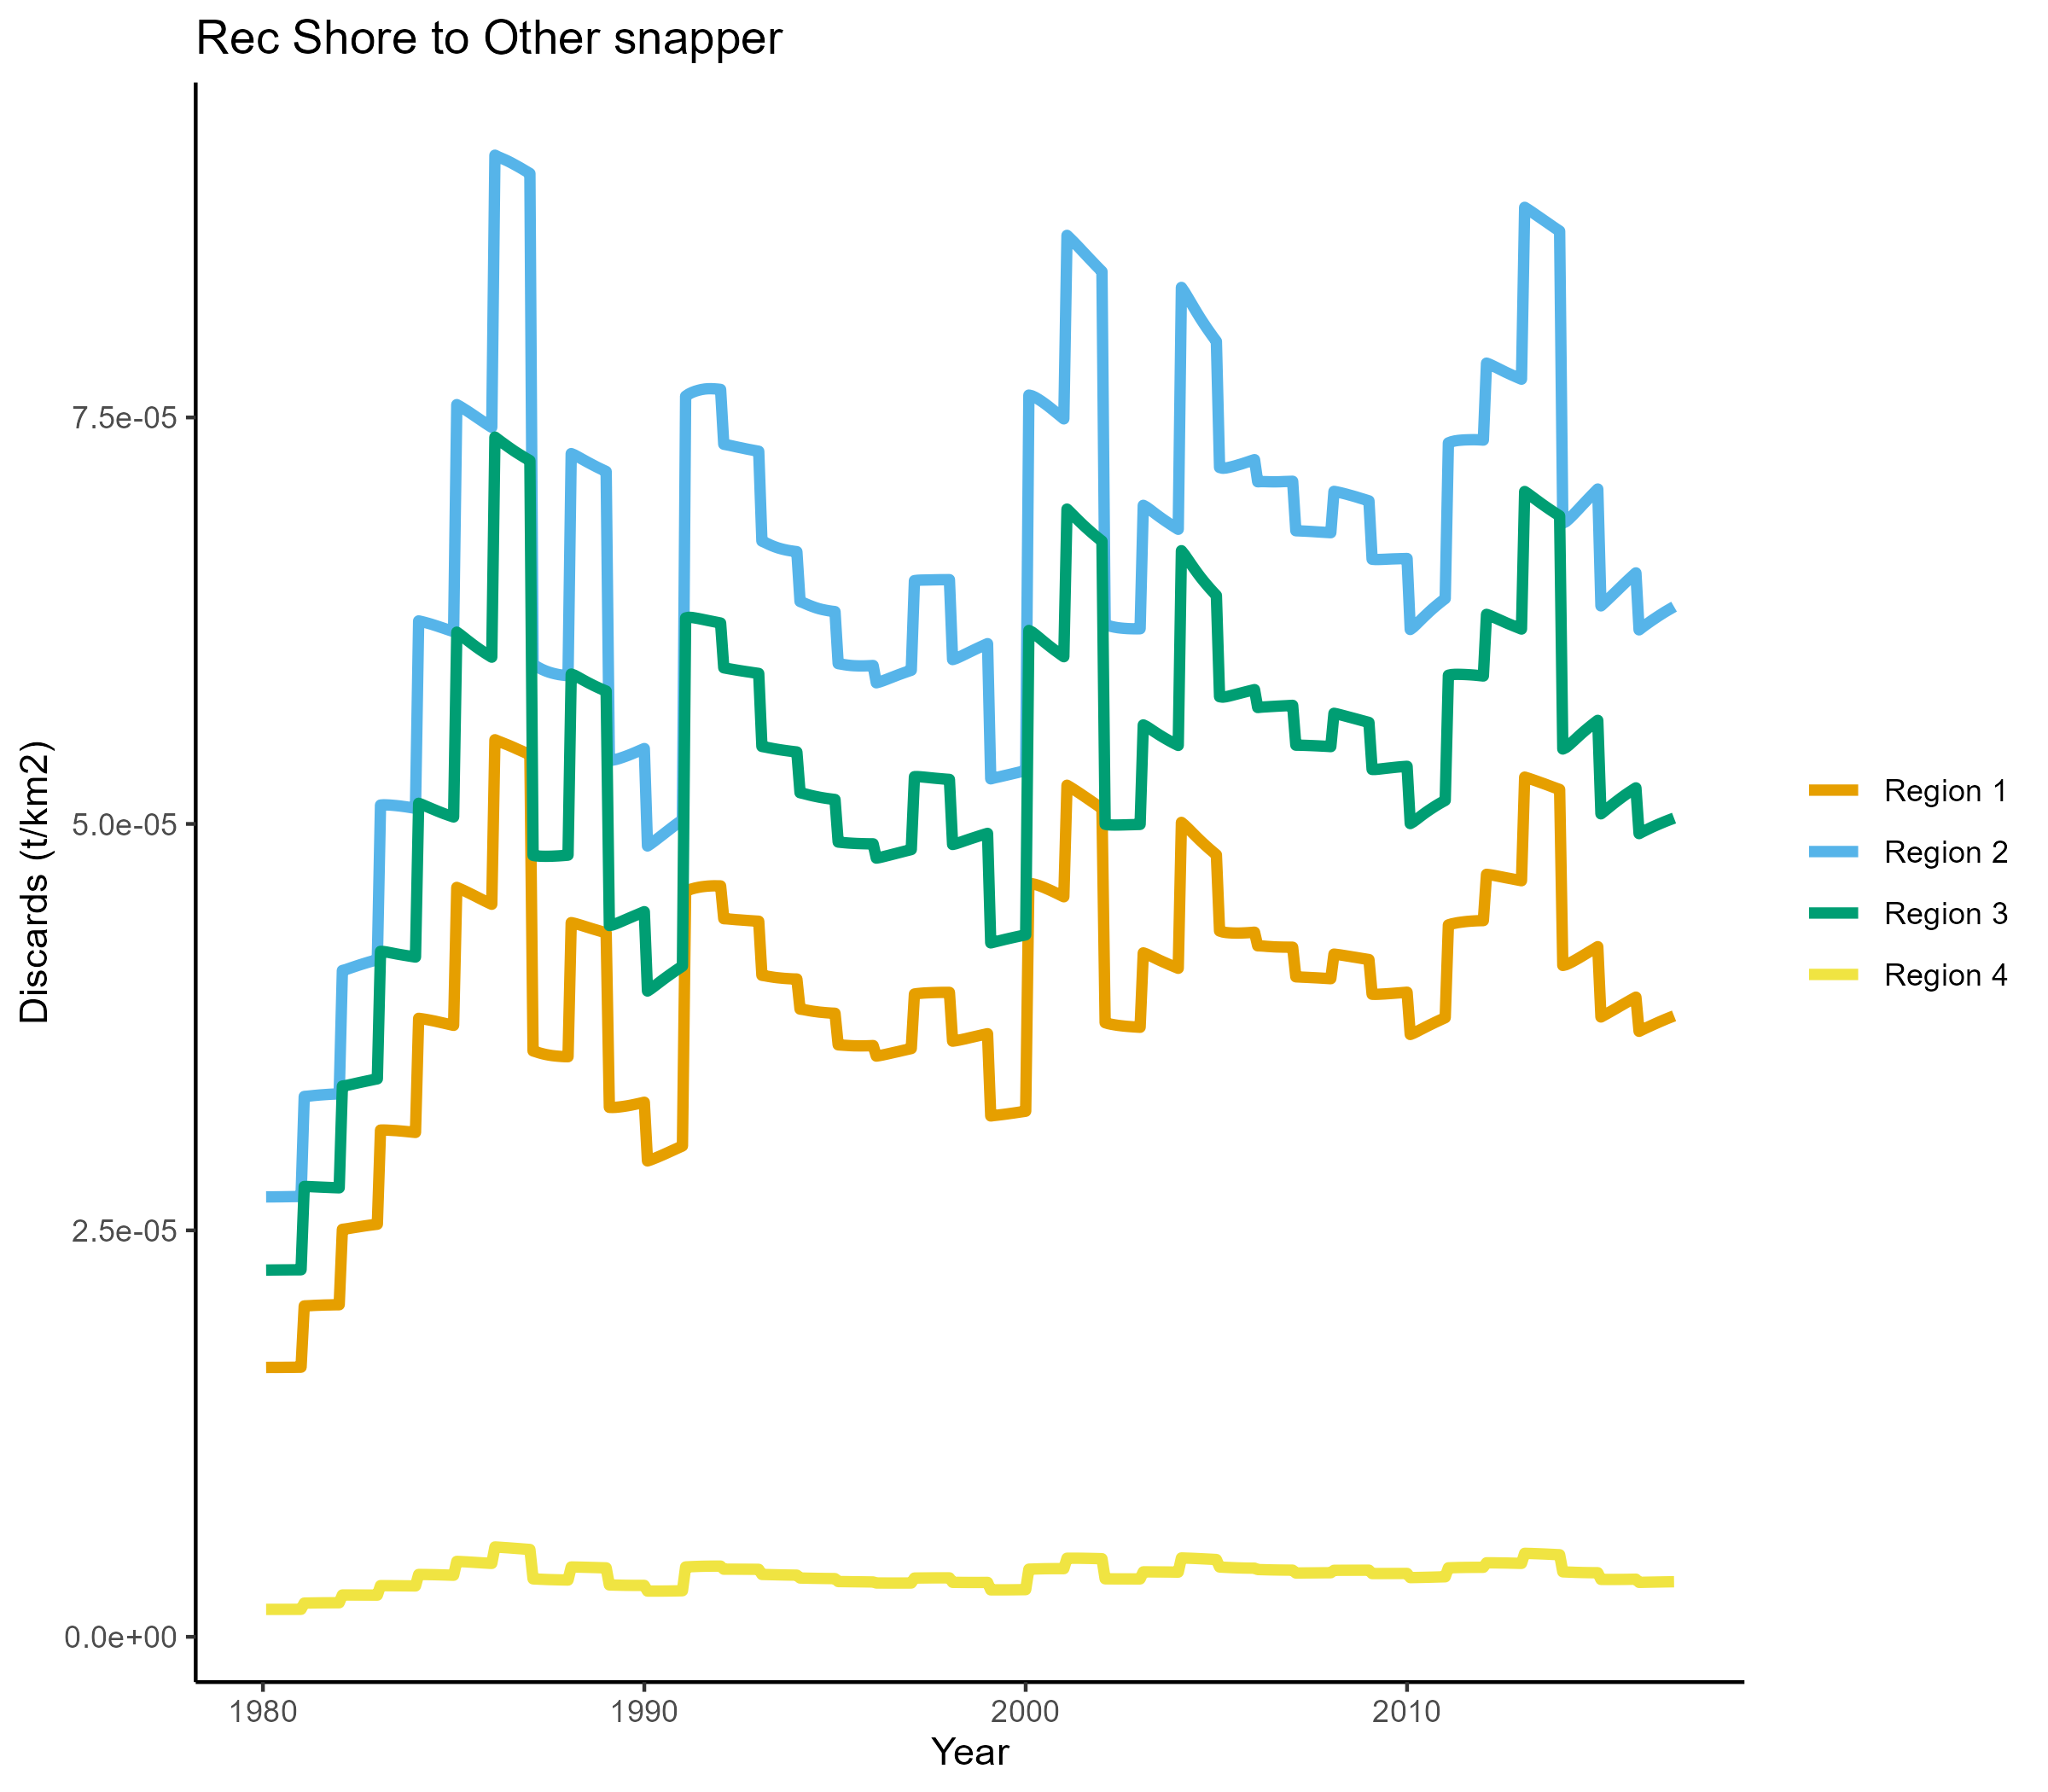 Rec Shore to Other snapper
Discards (t/km2)
7.5e-05
5.0e-05
2.5e-05
0.0e+00
1980 1990 2000 2010
Year
Region 1
Region 2
Region 3
Region 4